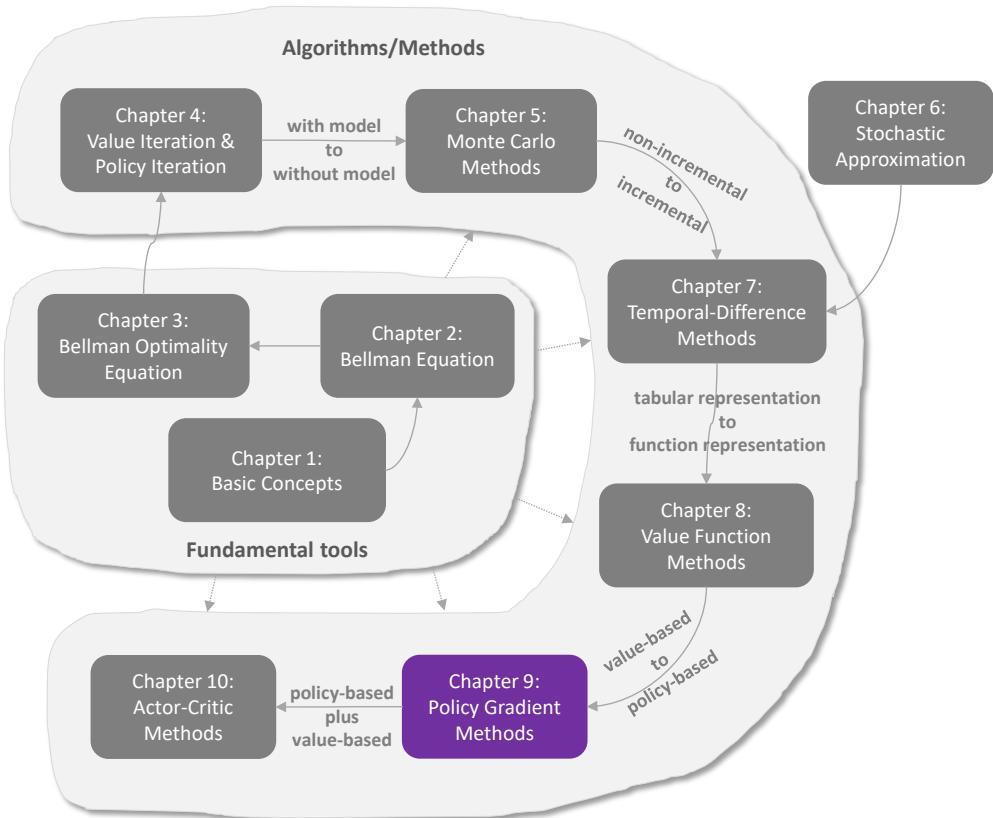 Algorithms/Methods
Chapter 4:
Value Iteration &
Policy Iteration
with model
to
without model
Chapter 5:
Monte Carlo
Methods
non-incremental
to
incremental
Chapter 6:
Stochastic
Approximation
Chapter 3:
Bellman Optimality
Equation
Chapter 2:
Bellman Equation
Chapter 1:
Basic Concepts
Fundamental tools
Chapter 7:
Temporal-Difference
Methods
tabular representation
to
function representation
Chapter 8:
Value Function
Methods
value-based
to
policy-based
Chapter 9:
Policy Gradient
Methods
policy-based
plus
value-based
Chapter 10:
Actor-Critic
Methods